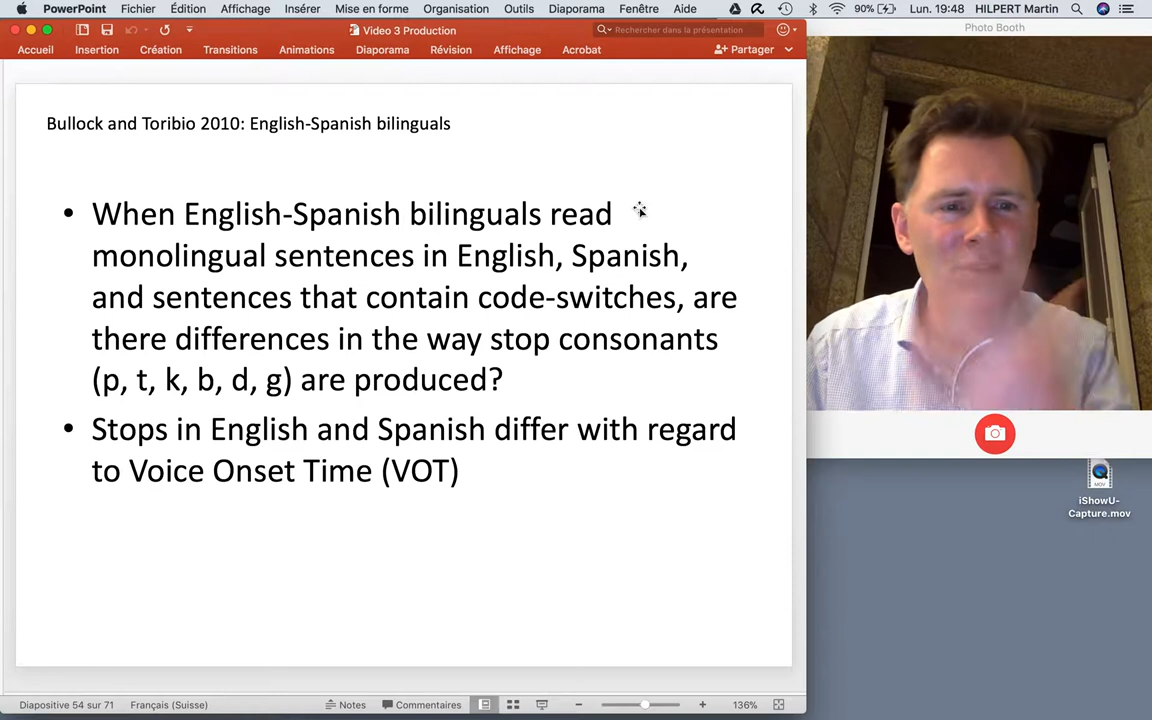 PowerPoint Fichier Édition Affichage Insérer Mise en forme Organisation Outils Diaporama Fenêtre Aide 90% Lun. 19:48 HILPERT Martin
Video 3 Production
Rechercher dans la présentation
Photo Booth
Accueil Insertion Création Transitions Animations Diaporama Révision Affichage Acrobat Partager
Bullock and Toribio 2010: English-Spanish bilinguals
• When English-Spanish bilinguals read
monolingual sentences in English, Spanish,
and sentences that contain code-switches, are
there differences in the way stop consonants
(p, t, k, b, d, g) are produced?
• Stops in English and Spanish differ with regard
to Voice Onset Time (VOT)
MOV
iShowU-
Capture.mov
Diapositive 54 sur 71 Français (Suisse) Notes Commentaires 136%